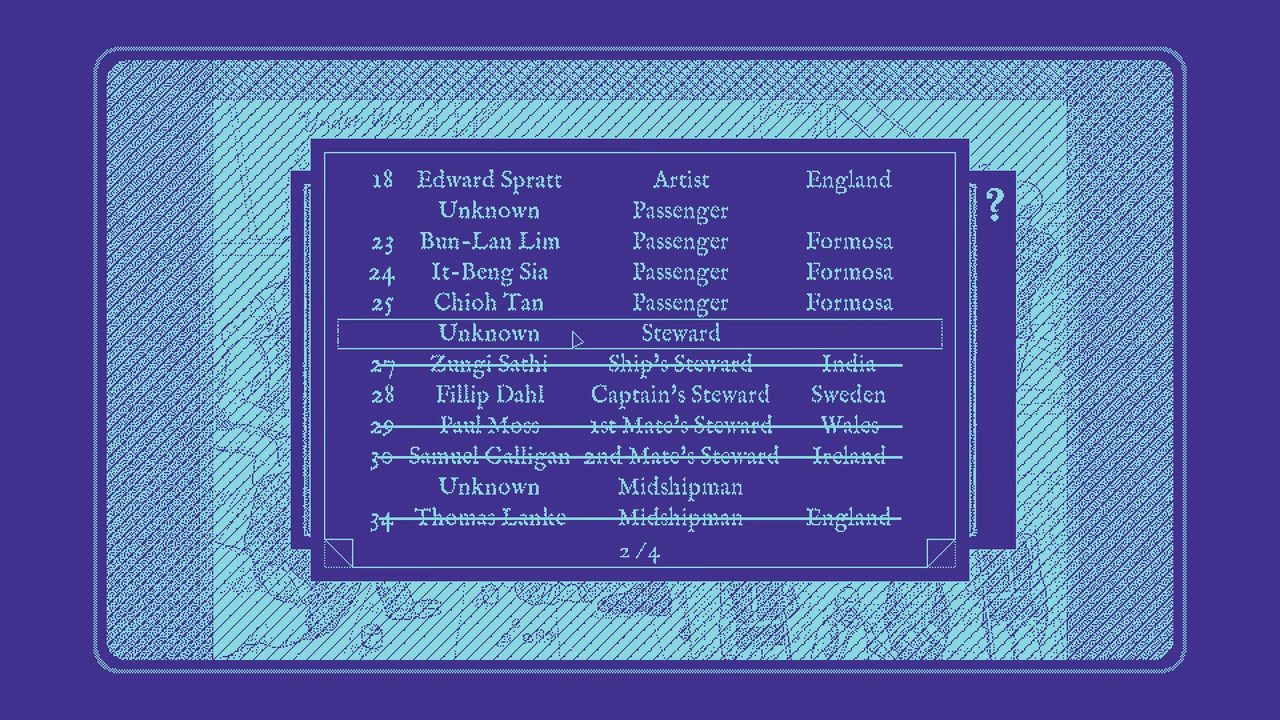 18 Edward Spratt Artist England
?
Unknown Passenger
23 Bun-Lan Lim Passenger Formosa
24 It-Beng Sia Passenger Formosa
25 Chioh Tan Passenger Formosa
Unknown Steward
27 Zungi Sathi Ship's Steward India
28 Fillip Dahl Captain's Steward Sweden
29 Paul Moss 1st Mate's Steward Wales
30 Samuel Galligan 2nd Mate's Steward Ireland
Unknown Midshipman
34 Thomas Lanke Midshipman England
2/4